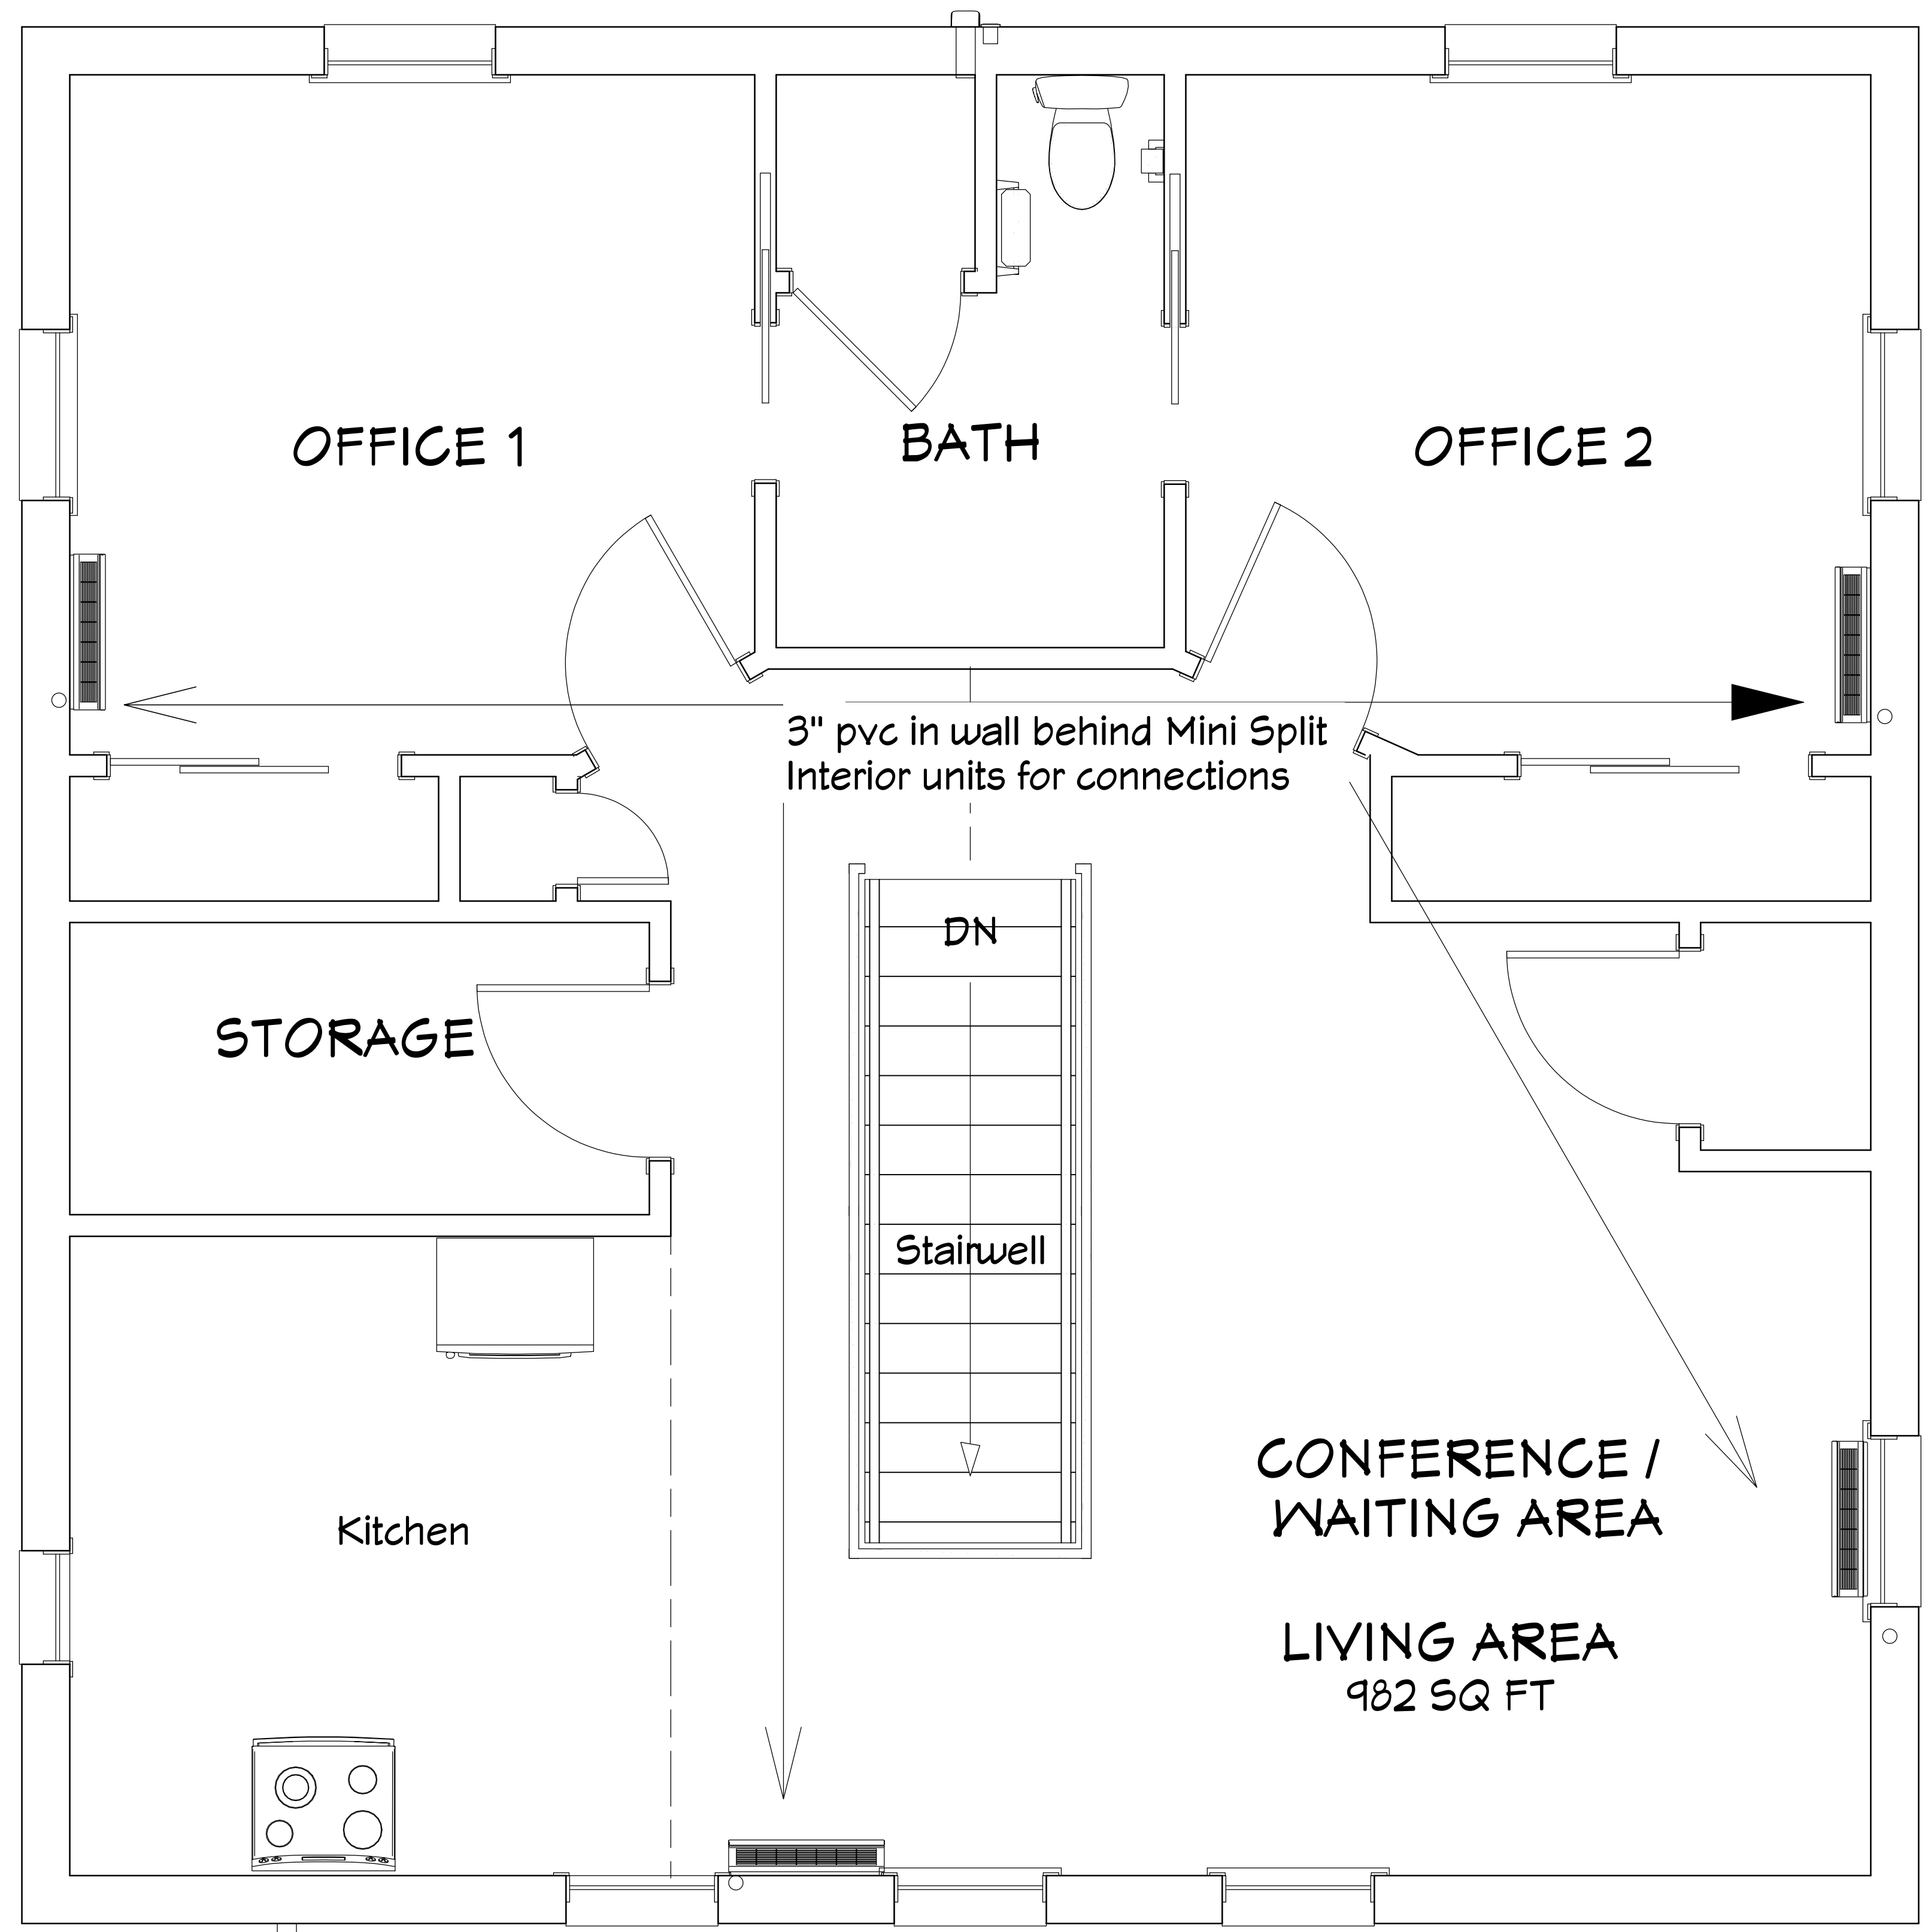 OFFICE 1
BATH
OFFICE 2
3" pvc in wall behind Mini Split
Interior units for connections
DN
STORAGE
Stairwell
Kitchen
CONFERENCE /
WAITING AREA
LIVING AREA
982 SQ FT